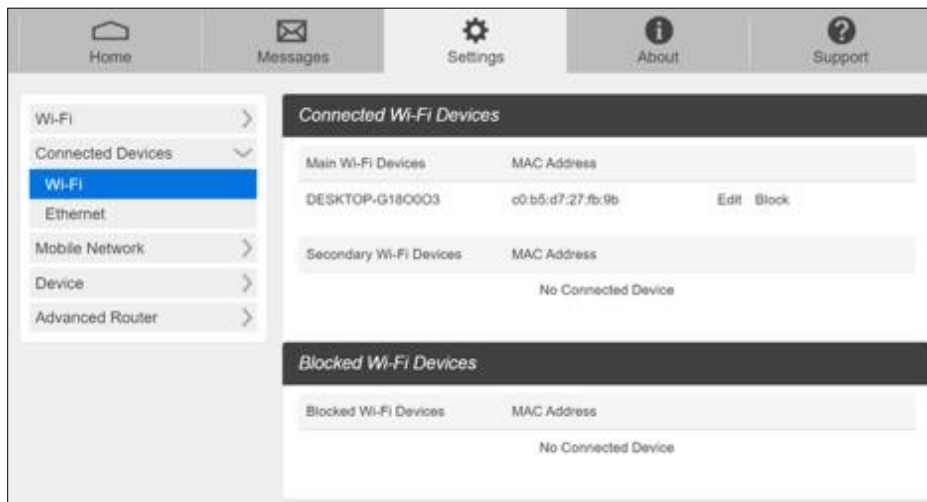 Home Messages Settings About Support
Wi-Fi
Connected Devices
Wi-Fi
Ethernet
Mobile Network
Device
Advanced Router
Connected Wi-Fi Devices
Main Wi-Fi Devices MAC Address
DESKTOP-G18O0O3 c0:b5:d7:27:fb:9b Edit Block
Secondary Wi-Fi Devices MAC Address
No Connected Device
Blocked Wi-Fi Devices
Blocked Wi-Fi Devices MAC Address
No Connected Device